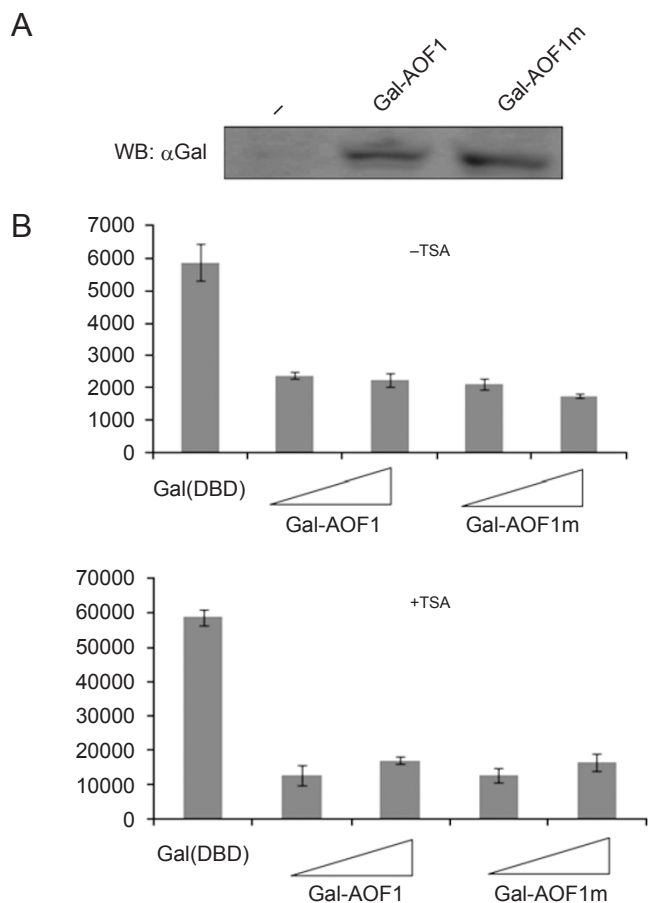 A
–
Gal-AOF1
Gal-AOF1m
WB: αGal
B
–TSA
7000
6000
5000
4000
3000
2000
1000
0
Gal(DBD)
Gal-AOF1
Gal-AOF1m
+TSA
70000
60000
50000
40000
30000
20000
10000
0
Gal(DBD)
Gal-AOF1
Gal-AOF1m